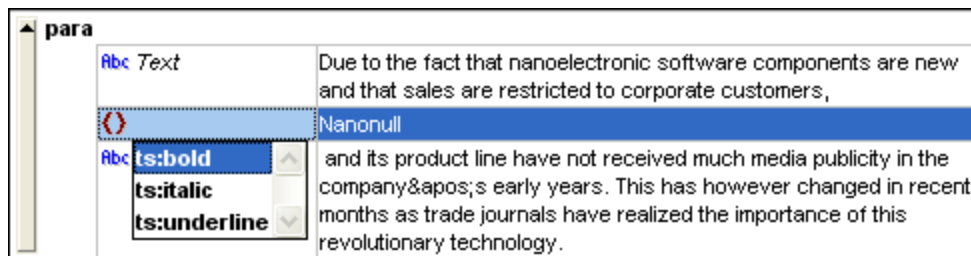 para
Abc Text
Due to the fact that nanoelectronic software components are new
and that sales are restricted to corporate customers,
{}
Nanonull
Abc
ts:bold
ts:italic
ts:underline
and its product line have not received much media publicity in the
company&apos;s early years. This has however changed in recent
months as trade journals have realized the importance of this
revolutionary technology.